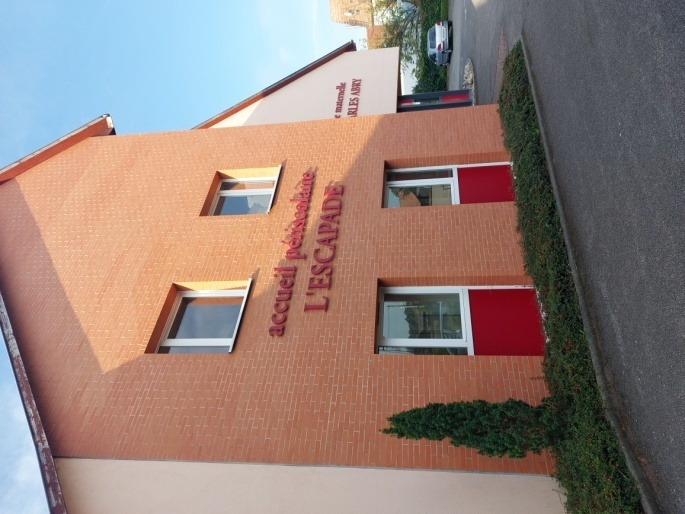 accueil périscolaire
L'ESCAPADE
maternelle
ABRY